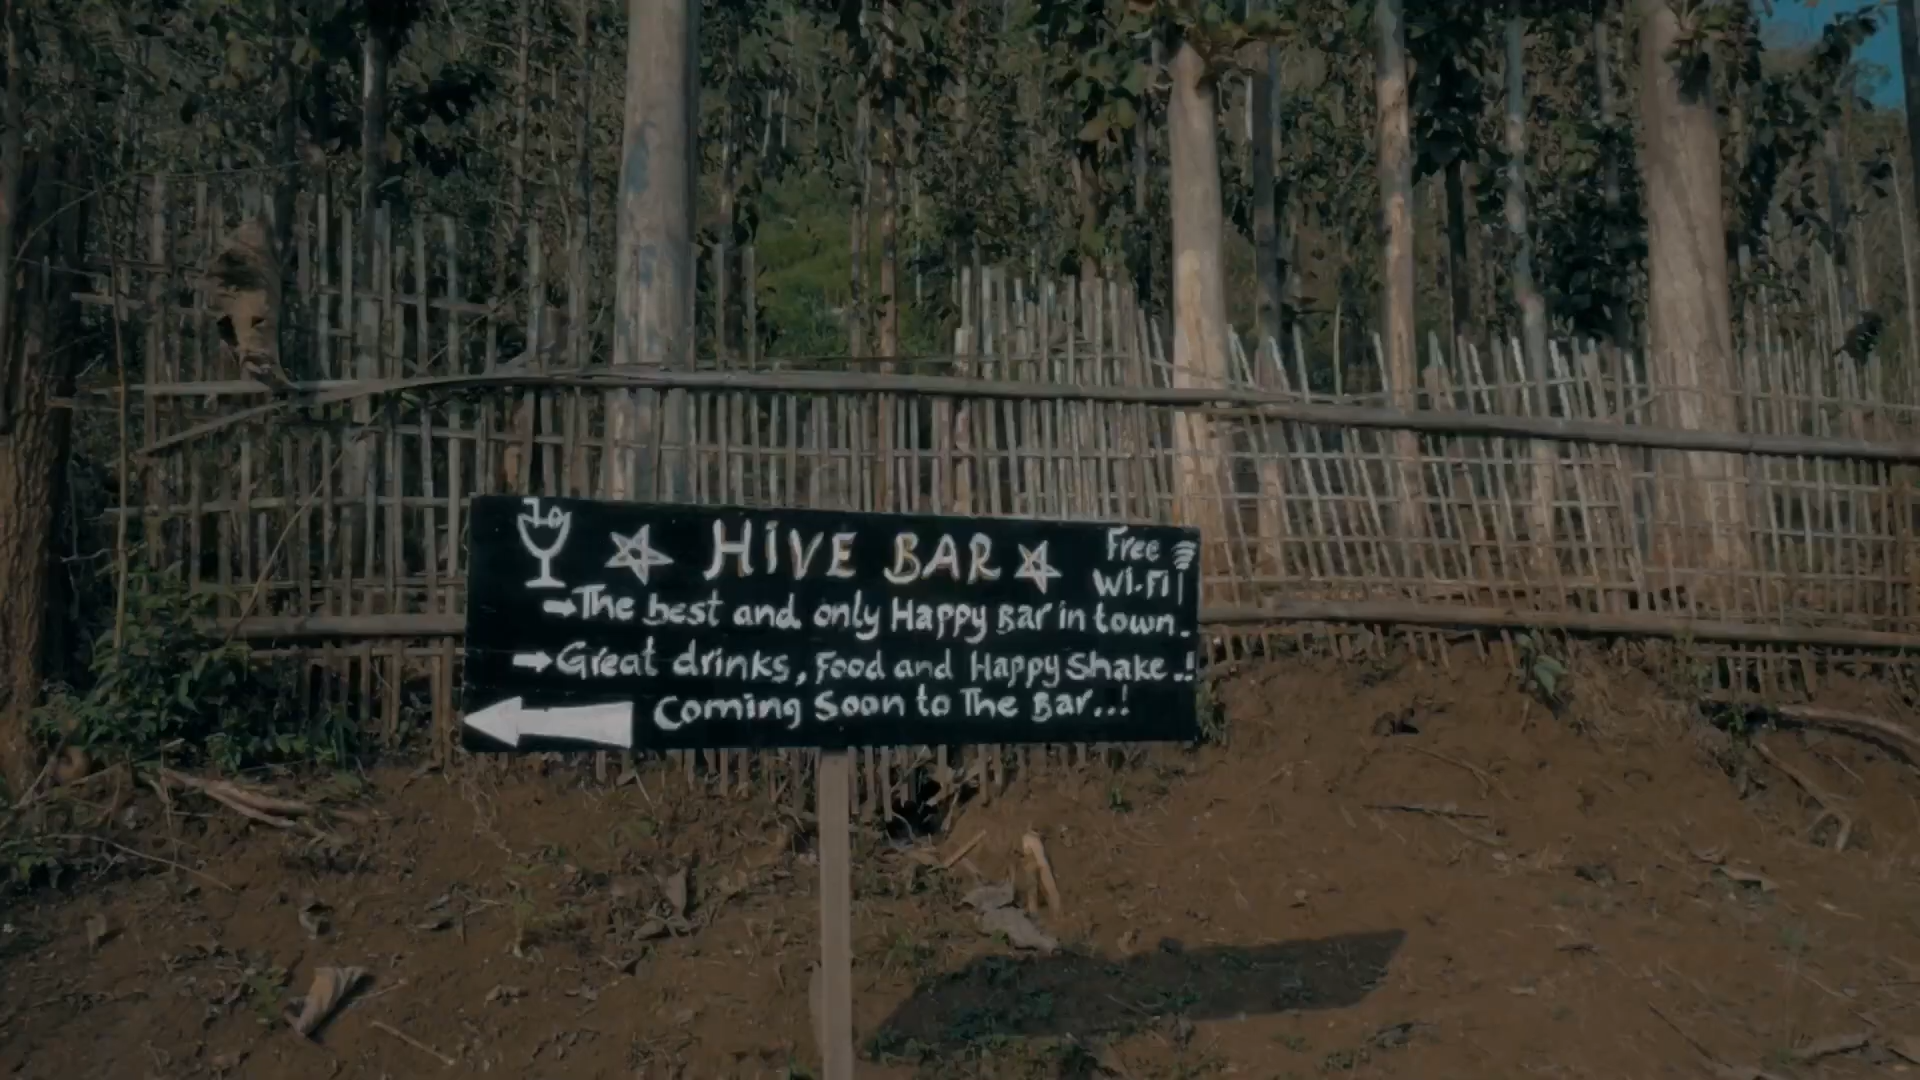 HIVE BAR
Free
Wi-Fi
The best and only Happy Bar in town.
Great drinks, Food and Happy Shake..!
Coming Soon to The Bar...!